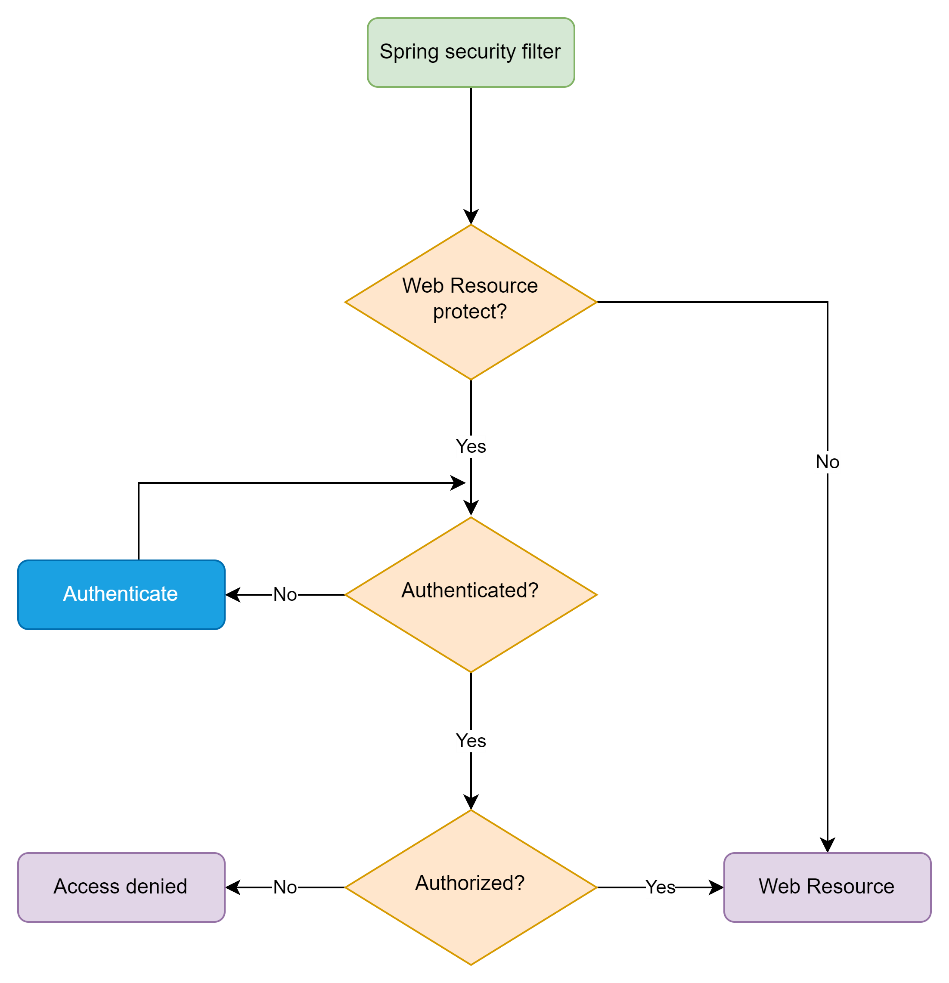 Spring security filter
Web Resource
protect?
Yes
No
Authenticated?
No
Authenticate
Yes
Access denied
No
Authorized?
Yes
Web Resource